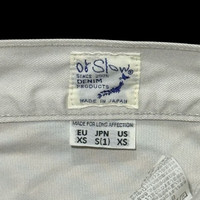 Or Slow
SINCE 2005
DENIM
PRODUCTS
MADE IN JAPAN
MADE FOR LONG AFFECTION
EU JPN US
XS S(1) XS